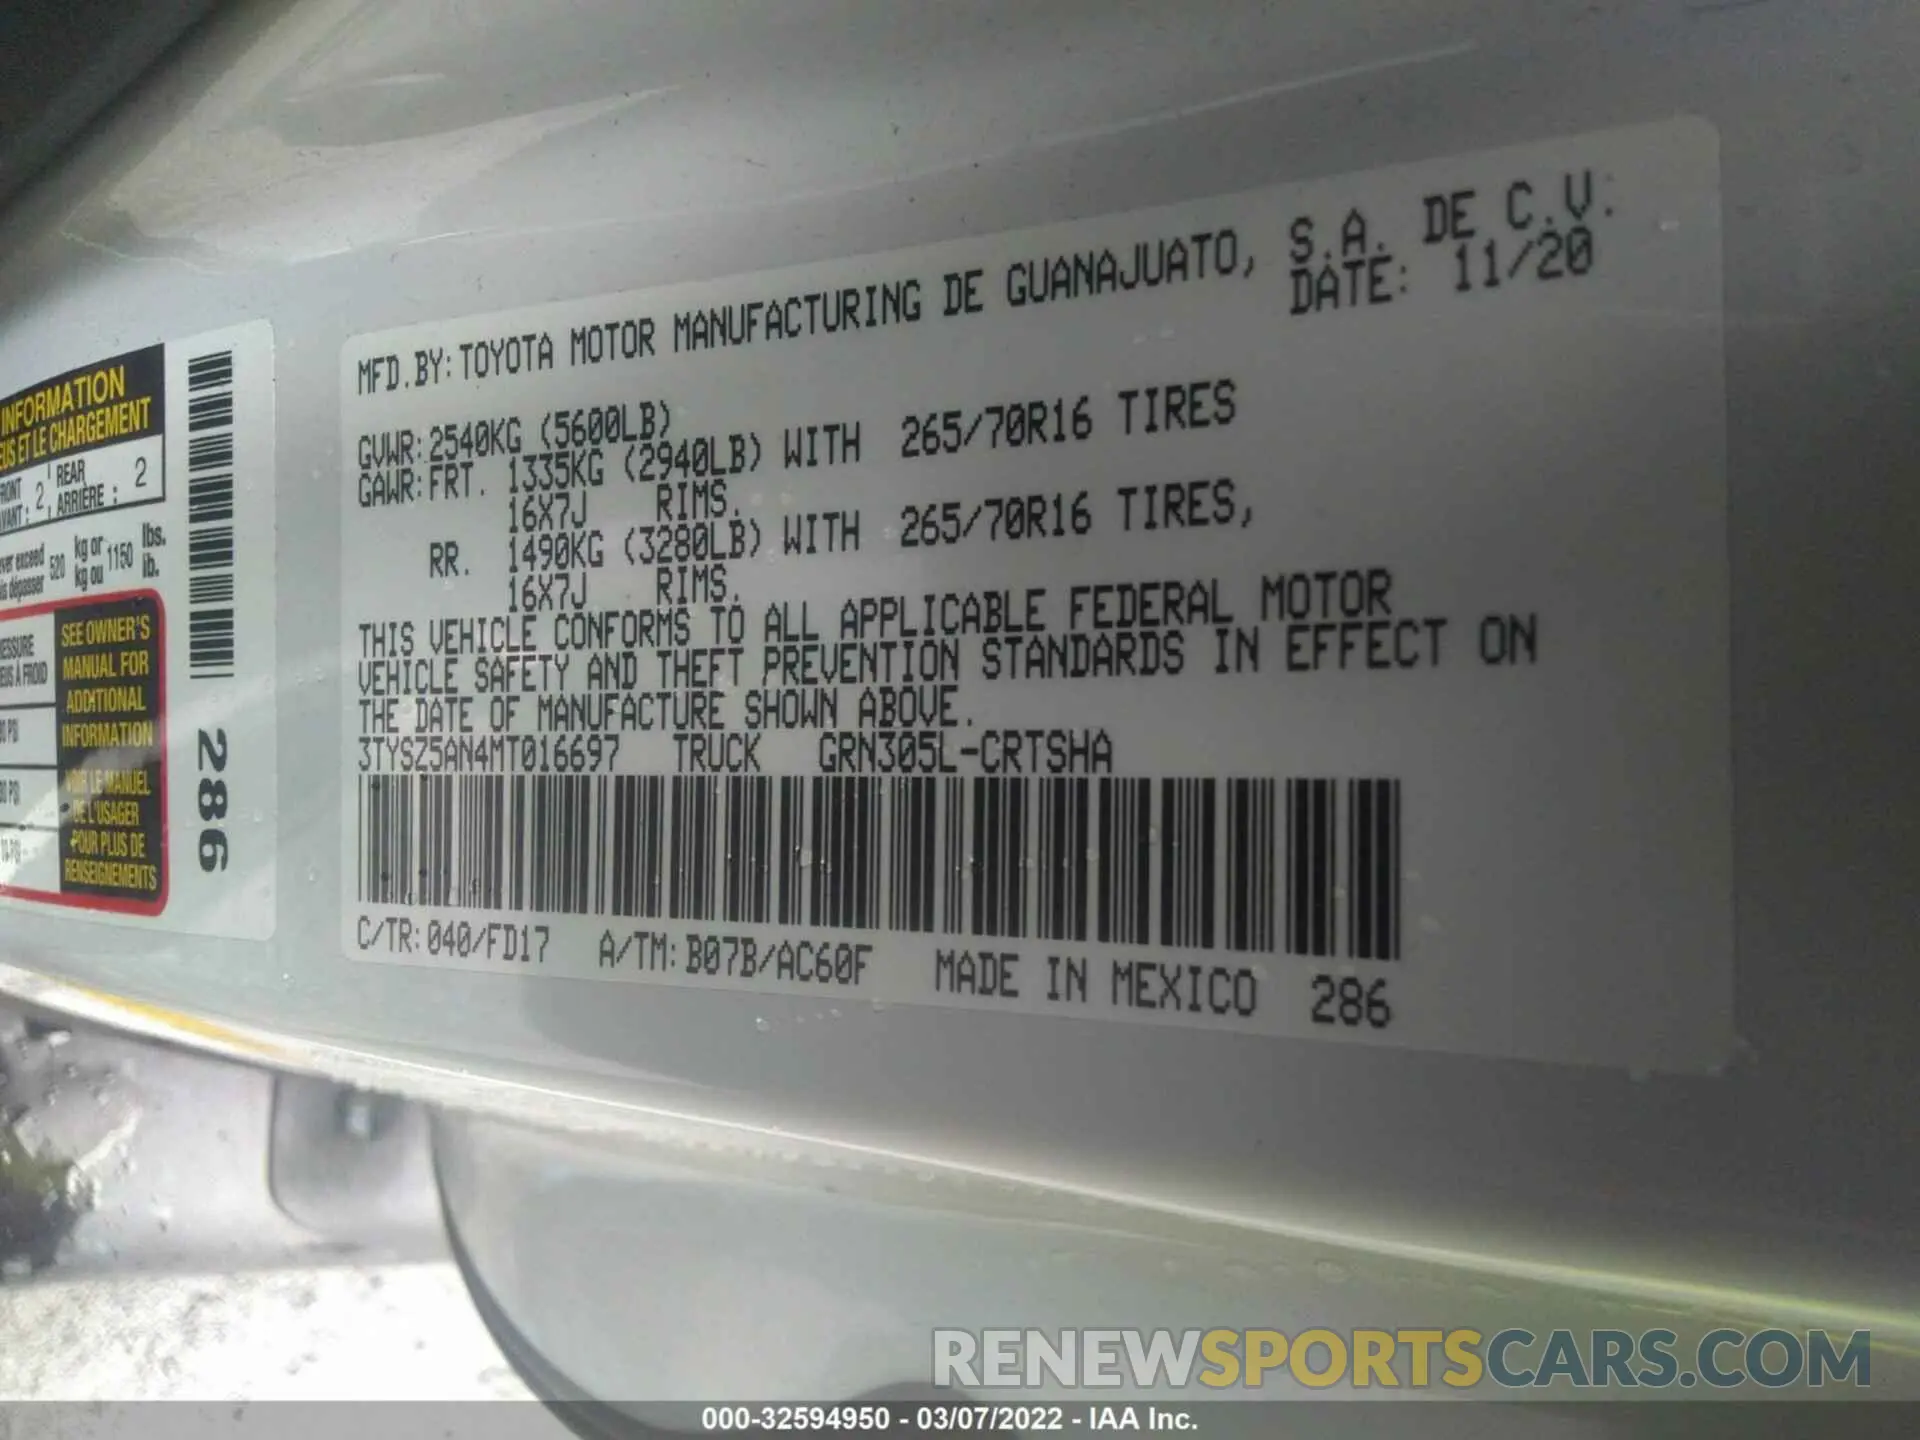 INFORMATION
ET LE CHARGEMENT
2 REAR
ARRIÈRE : 2
exceed 520 kg or 1150 lbs.
dépasser kg ou lb.
SEE OWNER'S
MANUAL FOR
ADDITIONAL
INFORMATION
VOIR LE MANUEL
DE L'USAGER
POUR PLUS DE
RENSEIGNEMENTS
286
MFD.BY:TOYOTA MOTOR MANUFACTURING DE GUANAJUATO, S.A. DE C.V.
DATE: 11/20
GVWR:2540KG (5600LB)
GAWR:FRT. 1335KG (2940LB) WITH 265/70R16 TIRES
16X7J RIMS.
RR. 1490KG (3280LB) WITH 265/70R16 TIRES,
16X7J RIMS.
THIS VEHICLE CONFORMS TO ALL APPLICABLE FEDERAL MOTOR
VEHICLE SAFETY AND THEFT PREVENTION STANDARDS IN EFFECT ON
THE DATE OF MANUFACTURE SHOWN ABOVE.
3TYSZ5AN4MT016697 TRUCK GRN305L-CRTSHA
C/TR:040/FD17 A/TM:B07B/AC60F MADE IN MEXICO 286
RENEWSPORTSCARS.COM
000-32594950 - 03/07/2022 - IAA Inc.